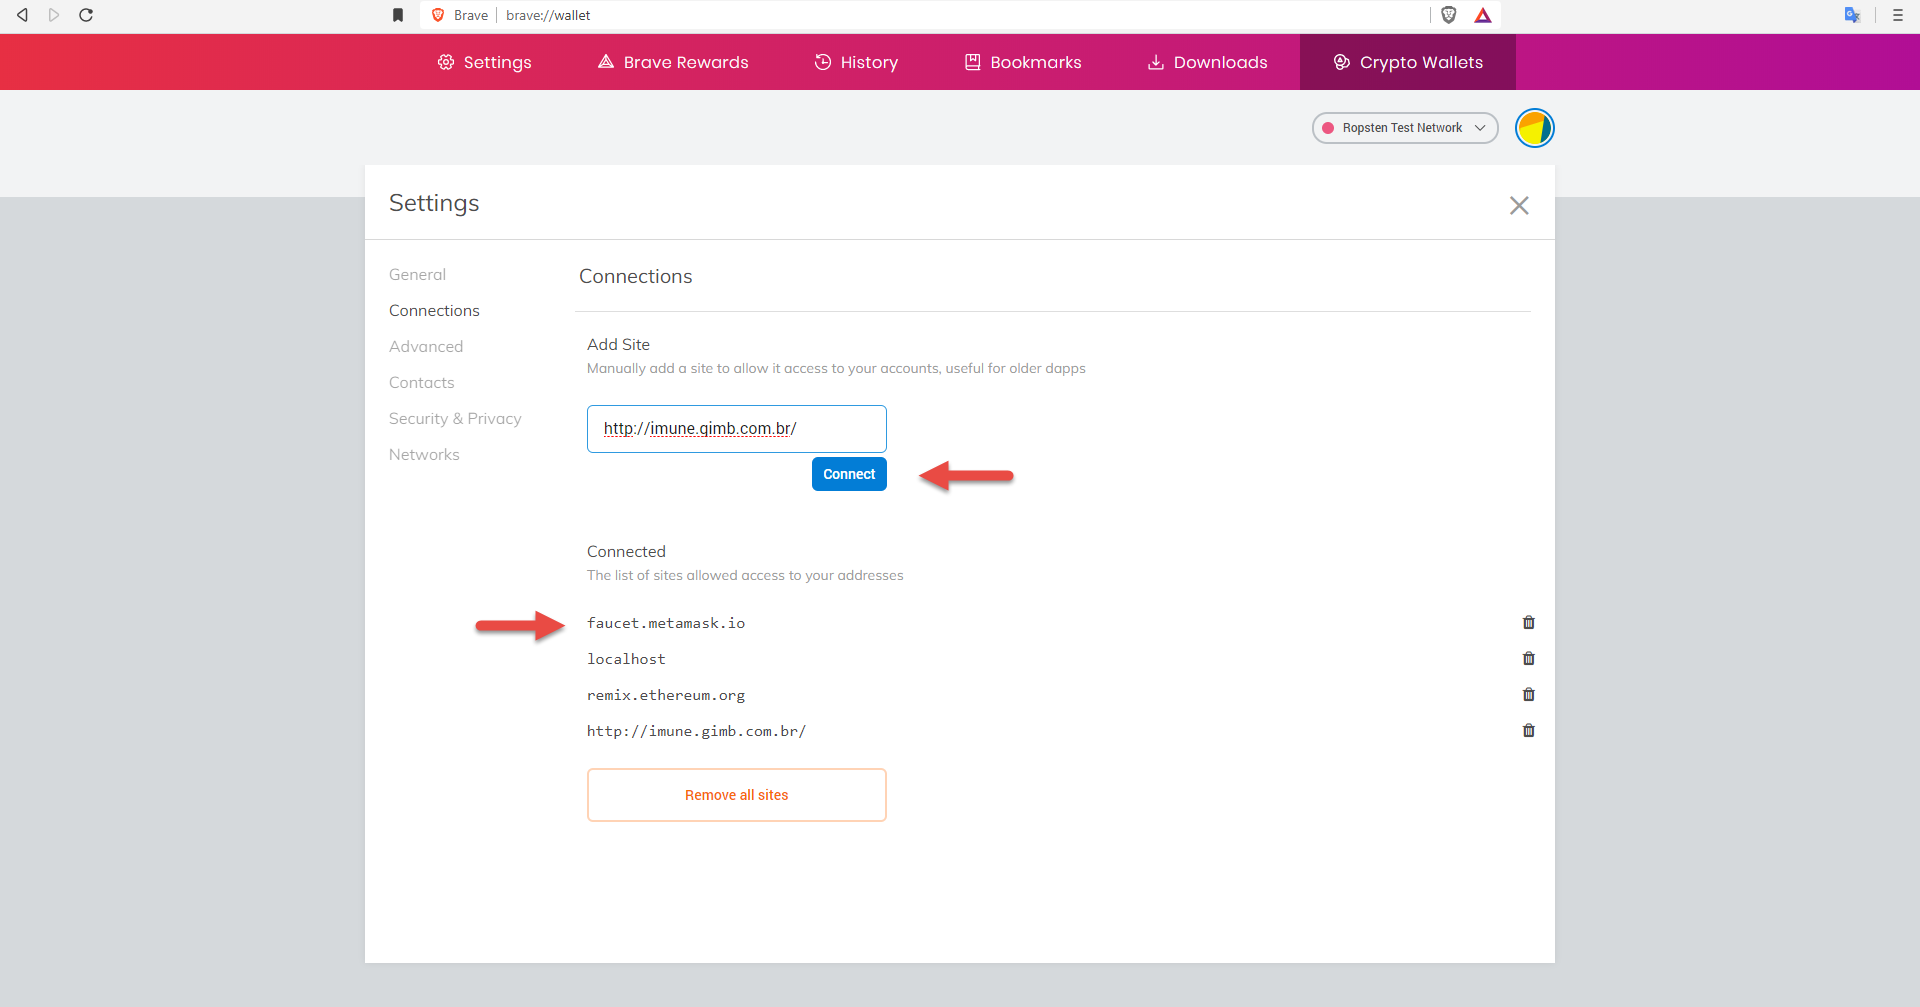 Brave brave://wallet
Settings Brave Rewards History Bookmarks Downloads Crypto Wallets
Ropsten Test Network
Settings
General
Connections
Advanced
Contacts
Security & Privacy
Networks
Connections
Add Site
Manually add a site to allow it access to your accounts, useful for older dapps
http://imune.gimb.com.br/
Connect
Connected
The list of sites allowed access to your addresses
faucet.metamask.io
localhost
remix.ethereum.org
http://imune.gimb.com.br/
Remove all sites